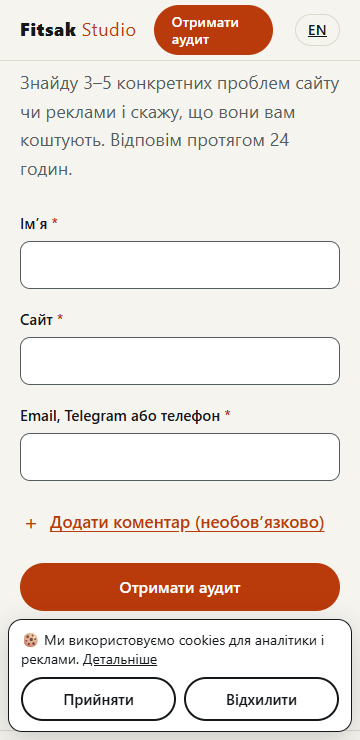 Fitsak Studio
Отримати
аудит
EN
Знайду 3–5 конкретних проблем сайту
чи реклами і скажу, що вони вам
коштують. Відповім протягом 24
годин.
Ім’я *
Сайт *
Email, Telegram або телефон *
+ Додати коментар (необов’язково)
Отримати аудит
🍪 Ми використовуємо cookies для аналітики і
реклами. Детальніше
Прийняти
Відхилити